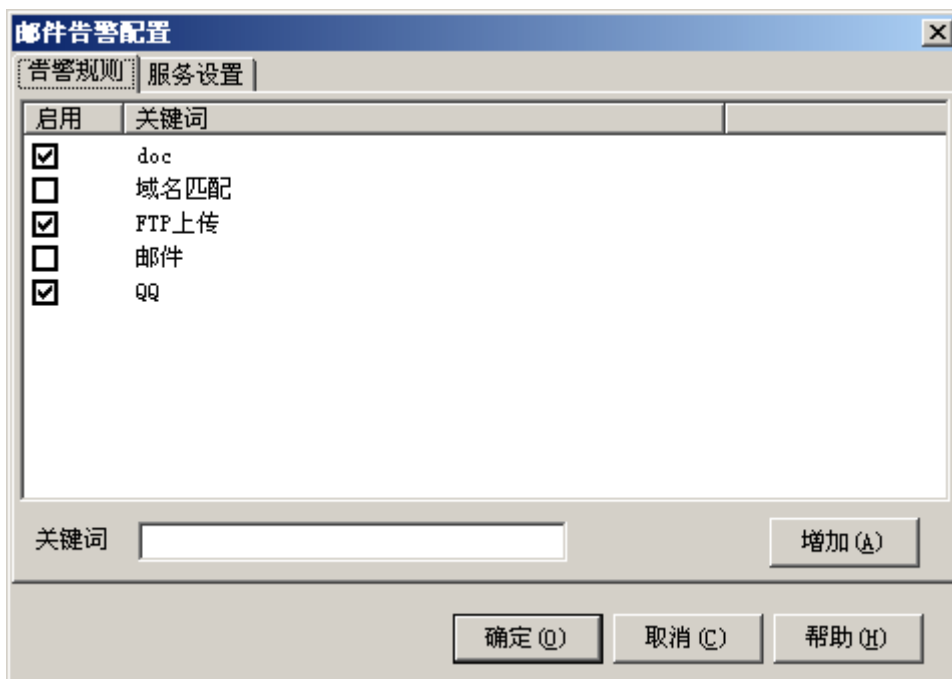 邮件告警配置
告警规则 服务设置
启用 关键词
doc
域名匹配
FTP上传
邮件
QQ
关键词 增加(A)
确定(O) 取消(C) 帮助(H)